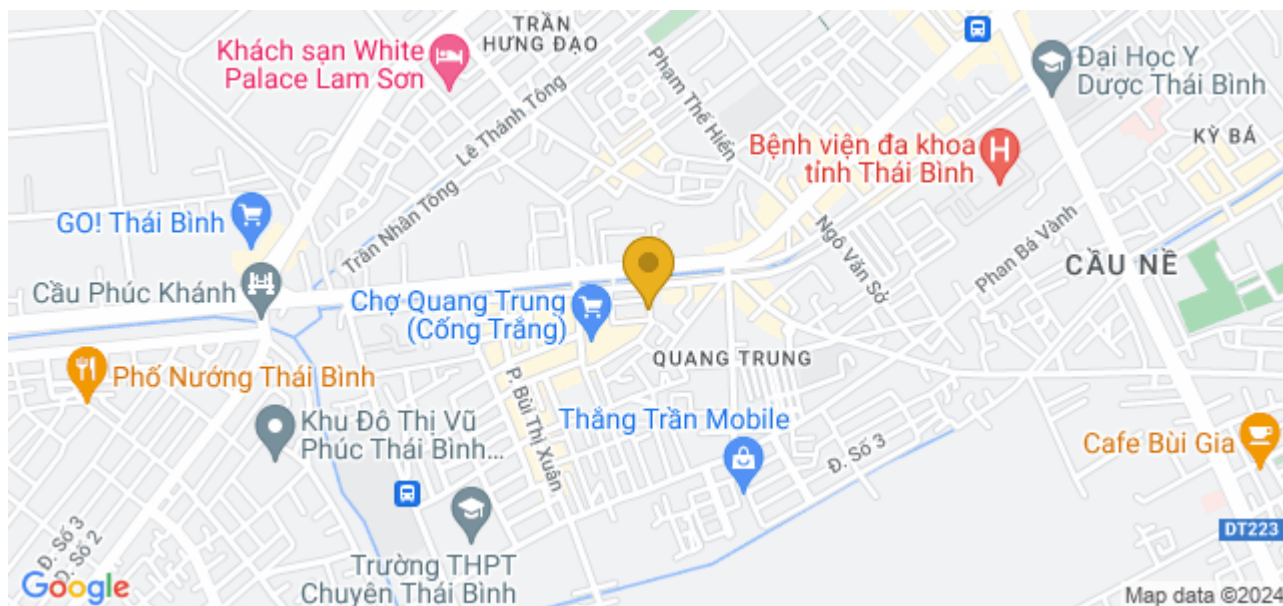 TRẦN
HƯNG ĐẠO
Khách sạn White
Palace Lam Sơn
Phạm Thế Hiển
Đại Học Y
Dược Thái Bình
Lê Thánh Tông
Bệnh viện đa khoa
tỉnh Thái Bình
KỲ BÁ
GO! Thái Bình
Trần Nhân Tông
Ngô Văn Sở
Phan Bá Vành
CẦU NỀ
Cầu Phúc Khánh
Chợ Quang Trung
(Cống Trắng)
QUANG TRUNG
Phố Nướng Thái Bình
P. Bùi Thị Xuân
Khu Đô Thị Vũ
Phúc Thái Bình...
Thắng Trần Mobile
Đ. Số 3
Cafe Bùi Gia
Đ. Số 3
Đ. Số 2
Trường THPT
Chuyên Thái Bình
DT223
Google
Map data ©2024